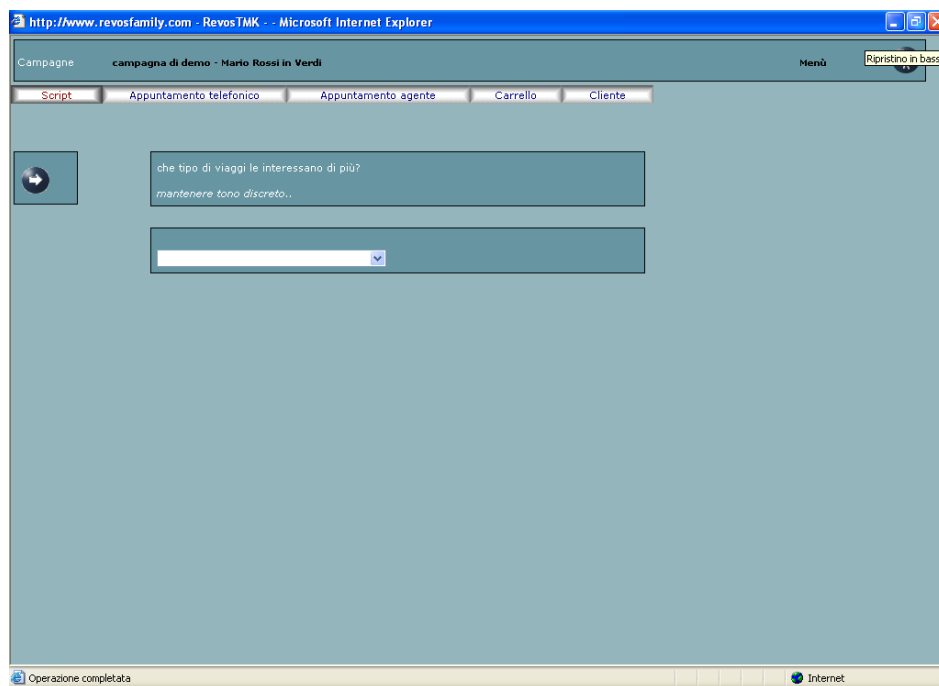 http://www.revosfamily.com - RevosTMK - - Microsoft Internet Explorer
Campagne campagna di demo - Mario Rossi in Verdi Menù Ripristino in bass
Script Appuntamento telefonico Appuntamento agente Carrello Cliente
che tipo di viaggi le interessano di più?
mantenere tono discreto..
Operazione completata Internet